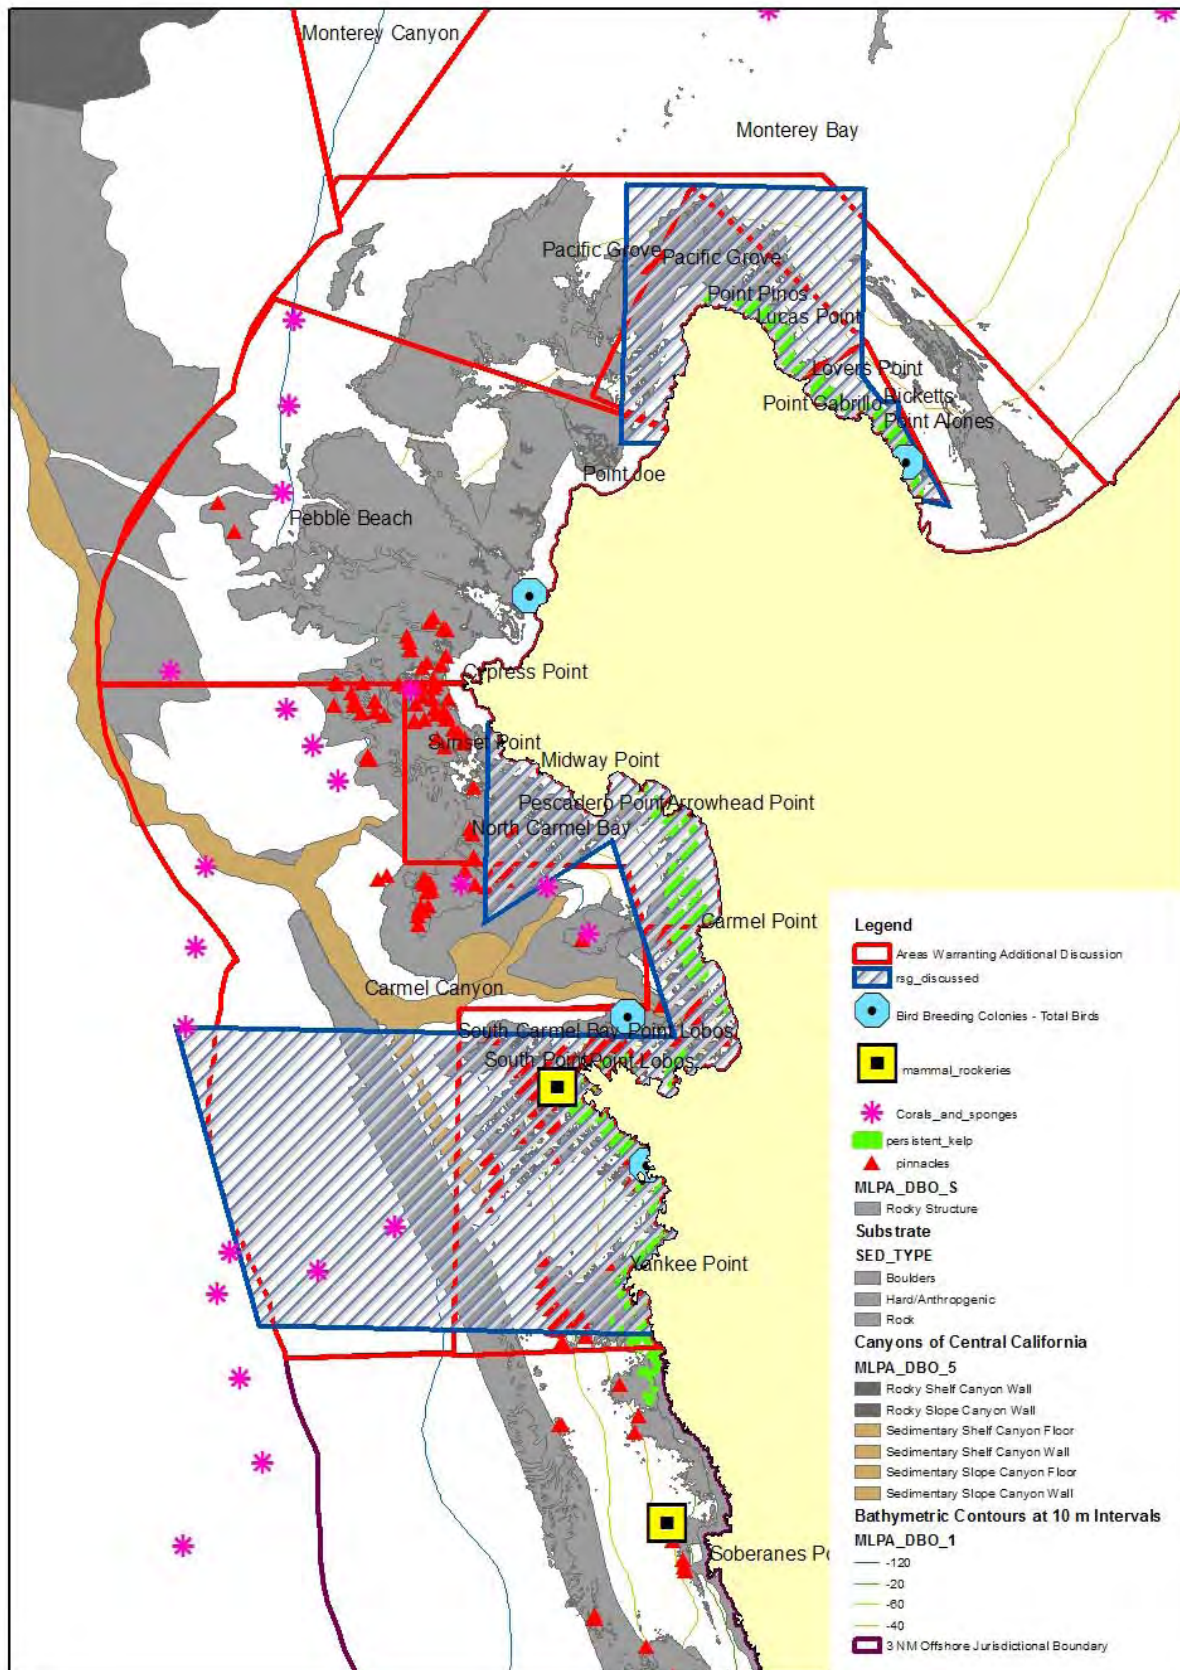 Monterey Canyon
Monterey Bay
Pacific Grove
Pacific Grove
Point Pinos
Lucas Point
Lovers Point
Point Cabrillo
Ricketts
Point Alones
Point Joe
Pebble Beach
Cypress Point
Sunset Point
Midway Point
Pescadero Point
Arrowhead Point
North Carmel Bay
Carmel Point
Carmel Canyon
South Carmel Bay
Point Lobos
South Point
Point Lobos
Yankee Point
Soberanes Po
Legend
Areas Warranting Additional Discussion
rsg_discussed
Bird Breeding Colonies - Total Birds
mammal_rookeries
Corals_and_sponges
persistent_kelp
pinnacles
MLPA_DBO_S
Rocky Structure
Substrate
SED_TYPE
Boulders
Hard/Anthropgenic
Rock
Canyons of Central California
MLPA_DBO_5
Rocky Shelf Canyon Wall
Rocky Slope Canyon Wall
Sedimentary Shelf Canyon Floor
Sedimentary Shelf Canyon Wall
Sedimentary Slope Canyon Floor
Sedimentary Slope Canyon Wall
Bathymetric Contours at 10 m Intervals
MLPA_DBO_1
-120
-20
-60
-40
3 NM Offshore Jurisdictional Boundary